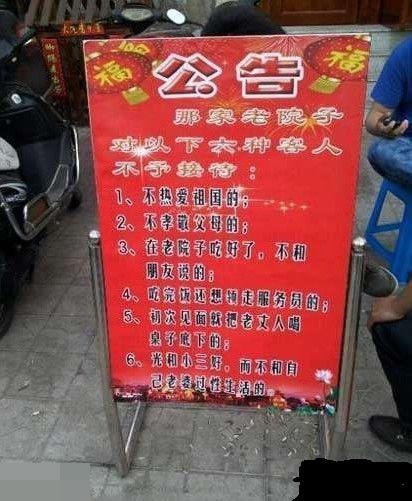 公告
那家老院子
对以下六种客人
不予接待：
1、不热爱祖国的；
2、不孝敬父母的；
3、在老院子吃好了，不和
朋友说的；
4、吃完饭还想领走服务员的；
5、初次见面就把老丈人喝
桌子底下的；
6、光和小三好，而不和自
己老婆过性生活的。
福
福